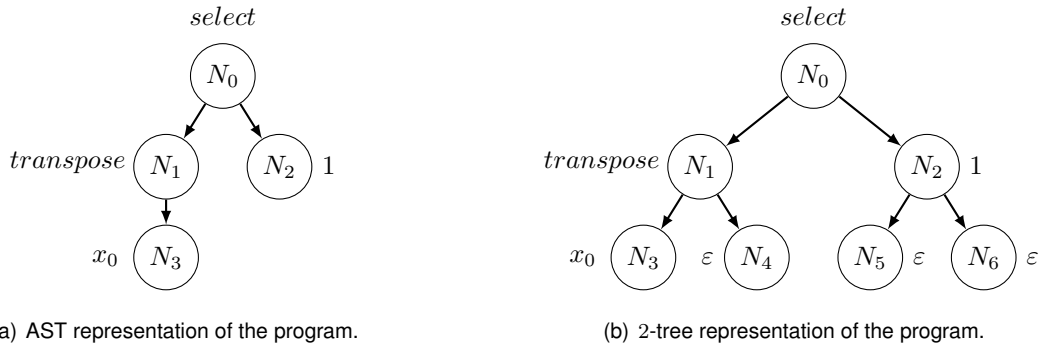 select
select
N₀
N₀
transpose N₁ N₂ 1
transpose N₁ N₂ 1
x₀ N₃
x₀ N₃ ε N₄ N₅ ε N₆ ε
a) AST representation of the program.
(b) 2-tree representation of the program.